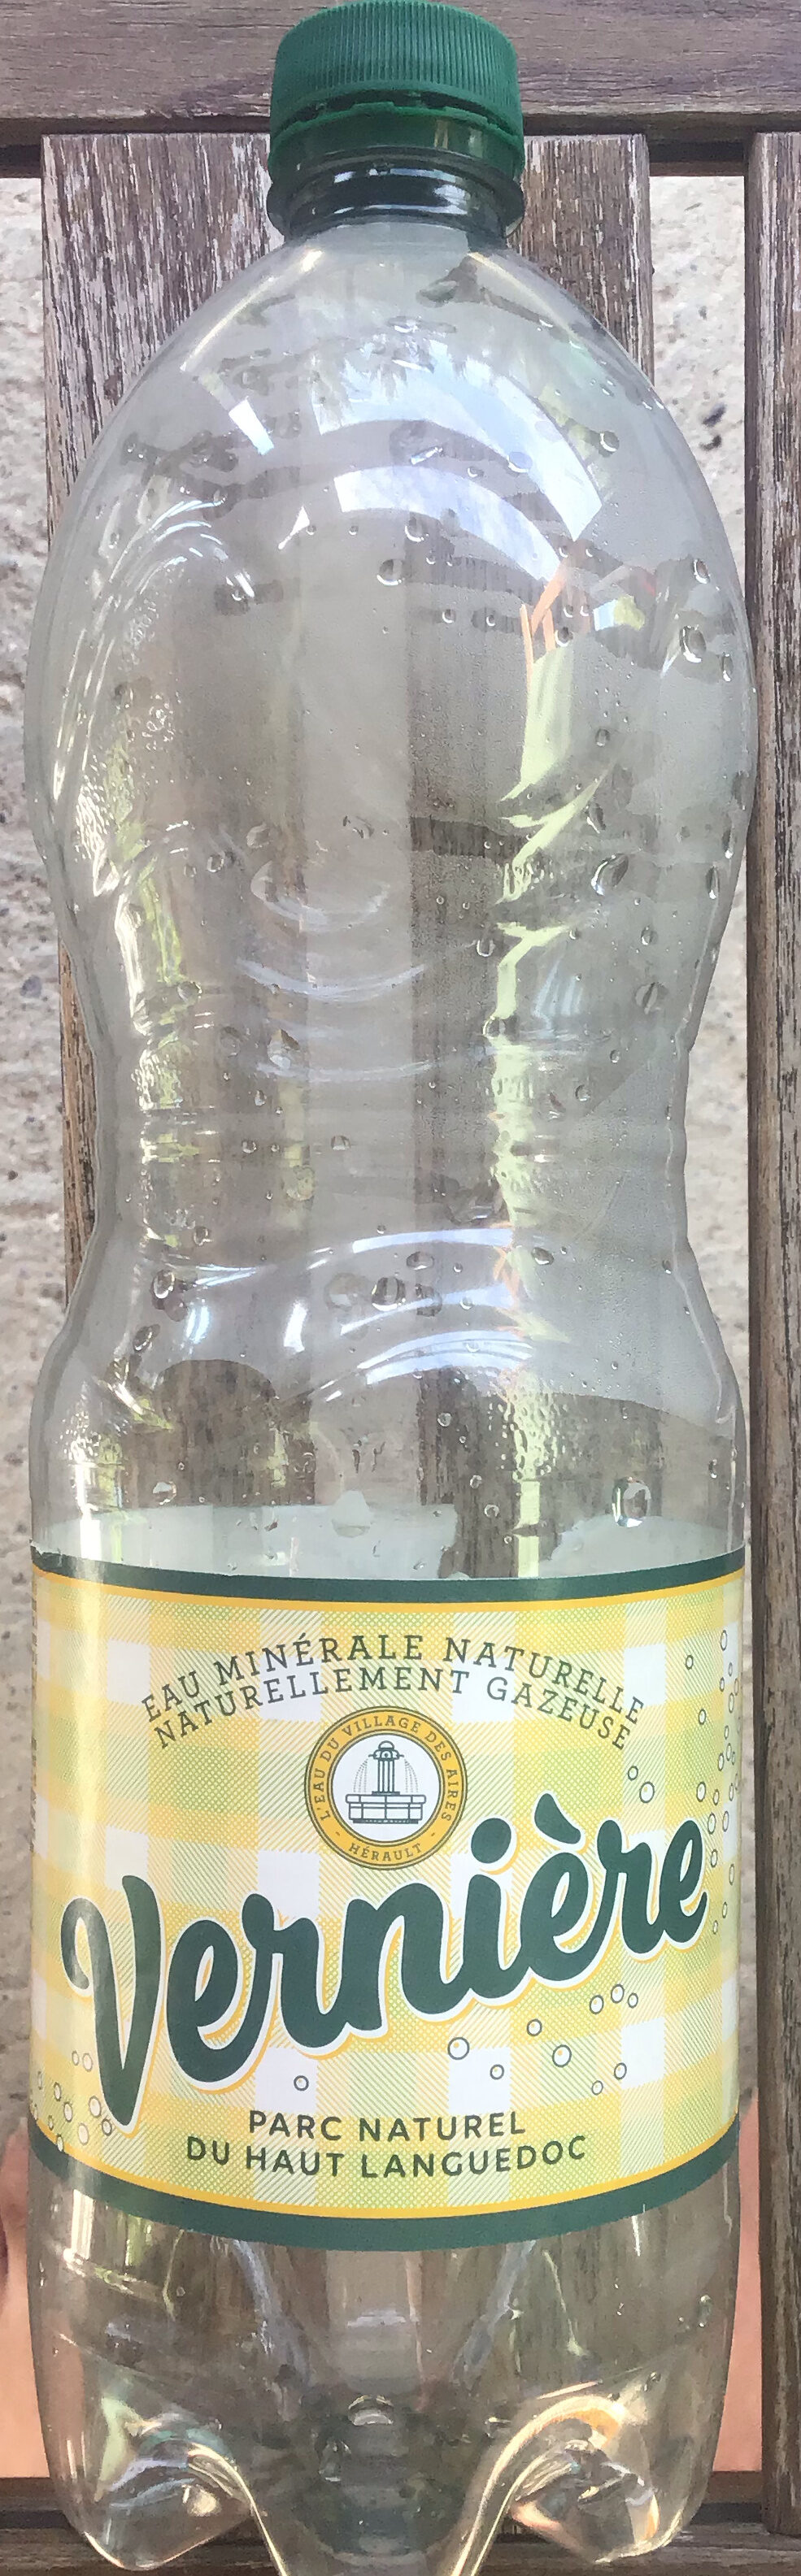 EAU MINÉRALE NATURELLE
NATURELLEMENT GAZEUSE
L'EAU DU VILLAGE DES AIRES
- HÉRAULT -
Vernière
PARC NATUREL
DU HAUT LANGUEDOC